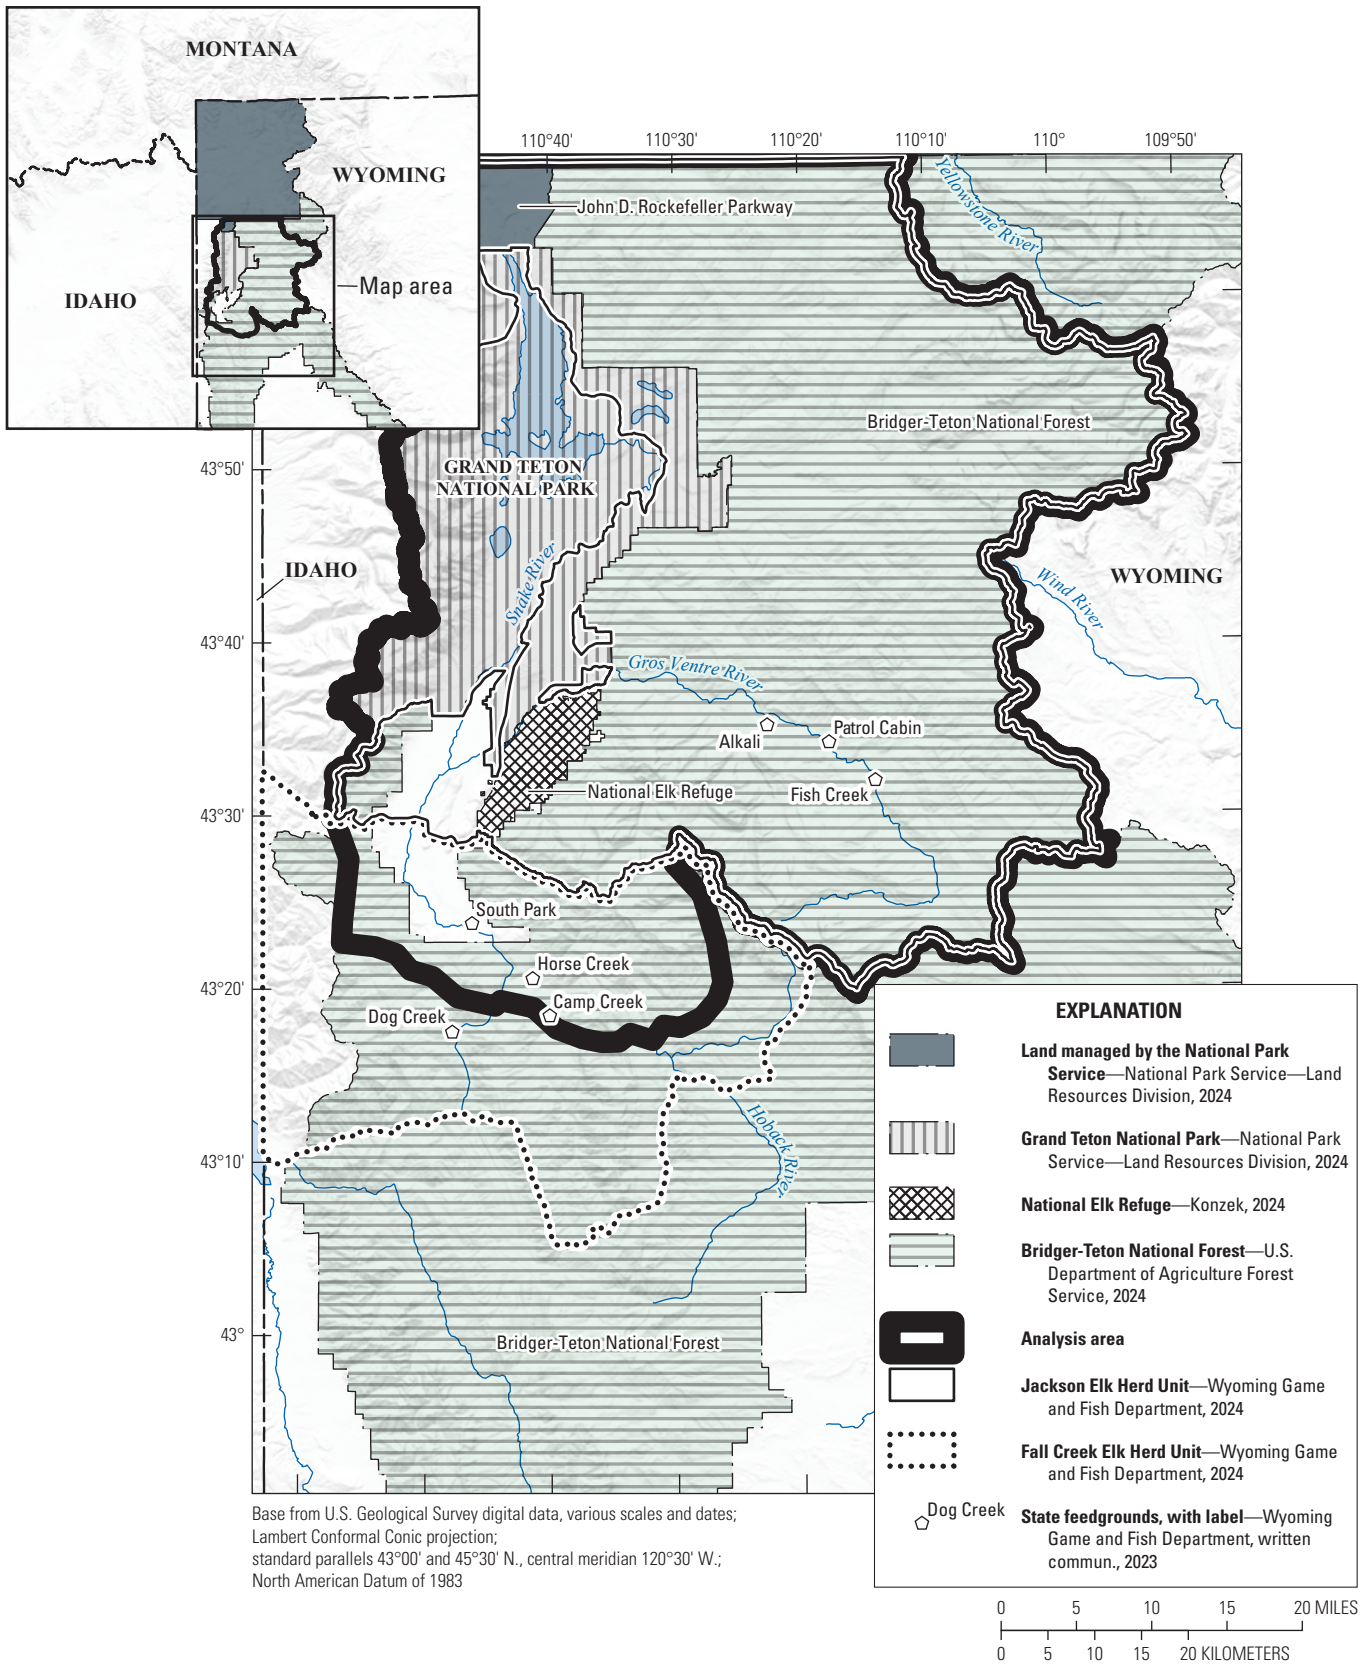 MONTANA
WYOMING
IDAHO
Map area
110°40'
110°30'
110°20'
110°10'
110°
109°50'
John D. Rockefeller Parkway
Yellowstone River
Bridger-Teton National Forest
GRAND TETON
NATIONAL PARK
43°50'
IDAHO
Snake River
WYOMING
Wind River
43°40'
Gros Ventre River
Alkali
Patrol Cabin
Fish Creek
National Elk Refuge
43°30'
South Park
Horse Creek
43°20'
Camp Creek
Dog Creek
Hoback River
43°10'
43°
Bridger-Teton National Forest
EXPLANATION
Land managed by the National Park
Service—National Park Service—Land
Resources Division, 2024
Grand Teton National Park—National Park
Service—Land Resources Division, 2024
National Elk Refuge—Konzek, 2024
Bridger-Teton National Forest—U.S.
Department of Agriculture Forest
Service, 2024
Analysis area
Jackson Elk Herd Unit—Wyoming Game
and Fish Department, 2024
Fall Creek Elk Herd Unit—Wyoming Game
and Fish Department, 2024
Dog Creek
State feedgrounds, with label—Wyoming
Game and Fish Department, written
commun., 2023
Base from U.S. Geological Survey digital data, various scales and dates;
Lambert Conformal Conic projection;
standard parallels 43°00' and 45°30' N., central meridian 120°30' W.;
North American Datum of 1983
0 5 10 15 20 MILES
0 5 10 15 20 KILOMETERS